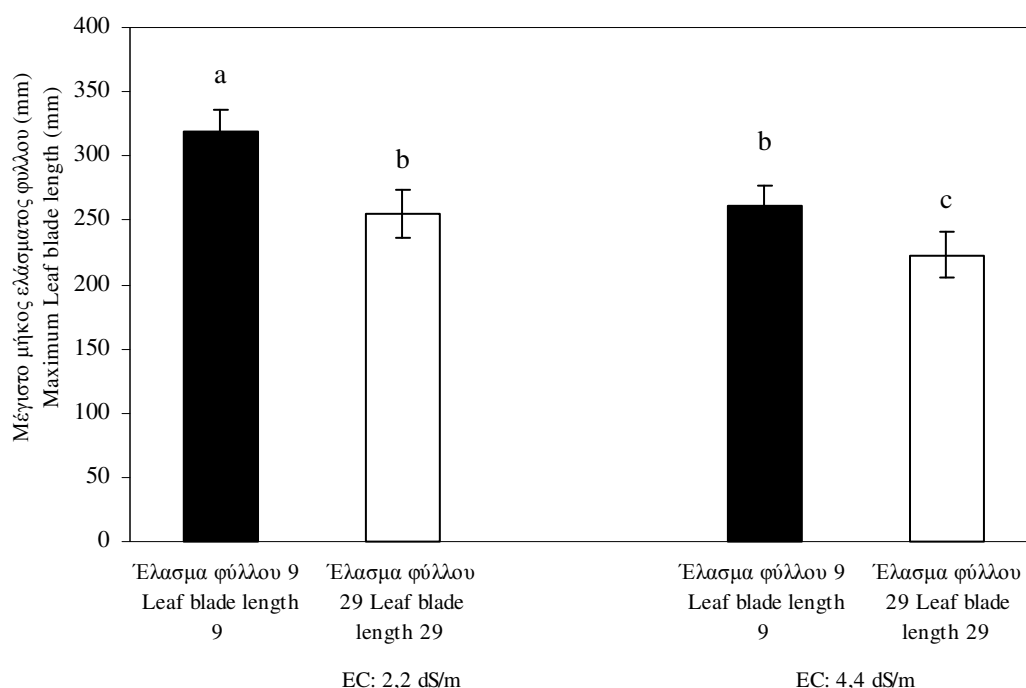 Μέγιστο μήκος ελάσματος φυλλου (mm)
Maximum Leaf blade length (mm)
400
350
300
250
200
150
100
50
0
a
b
b
c
Έλασμα φύλλου 9
Leaf blade length
9
Έλασμα φύλλου
29 Leaf blade
length 29
Έλασμα φύλλου 9
Leaf blade length
9
Έλασμα φύλλου
29 Leaf blade
length 29
EC: 2,2 dS/m
EC: 4,4 dS/m